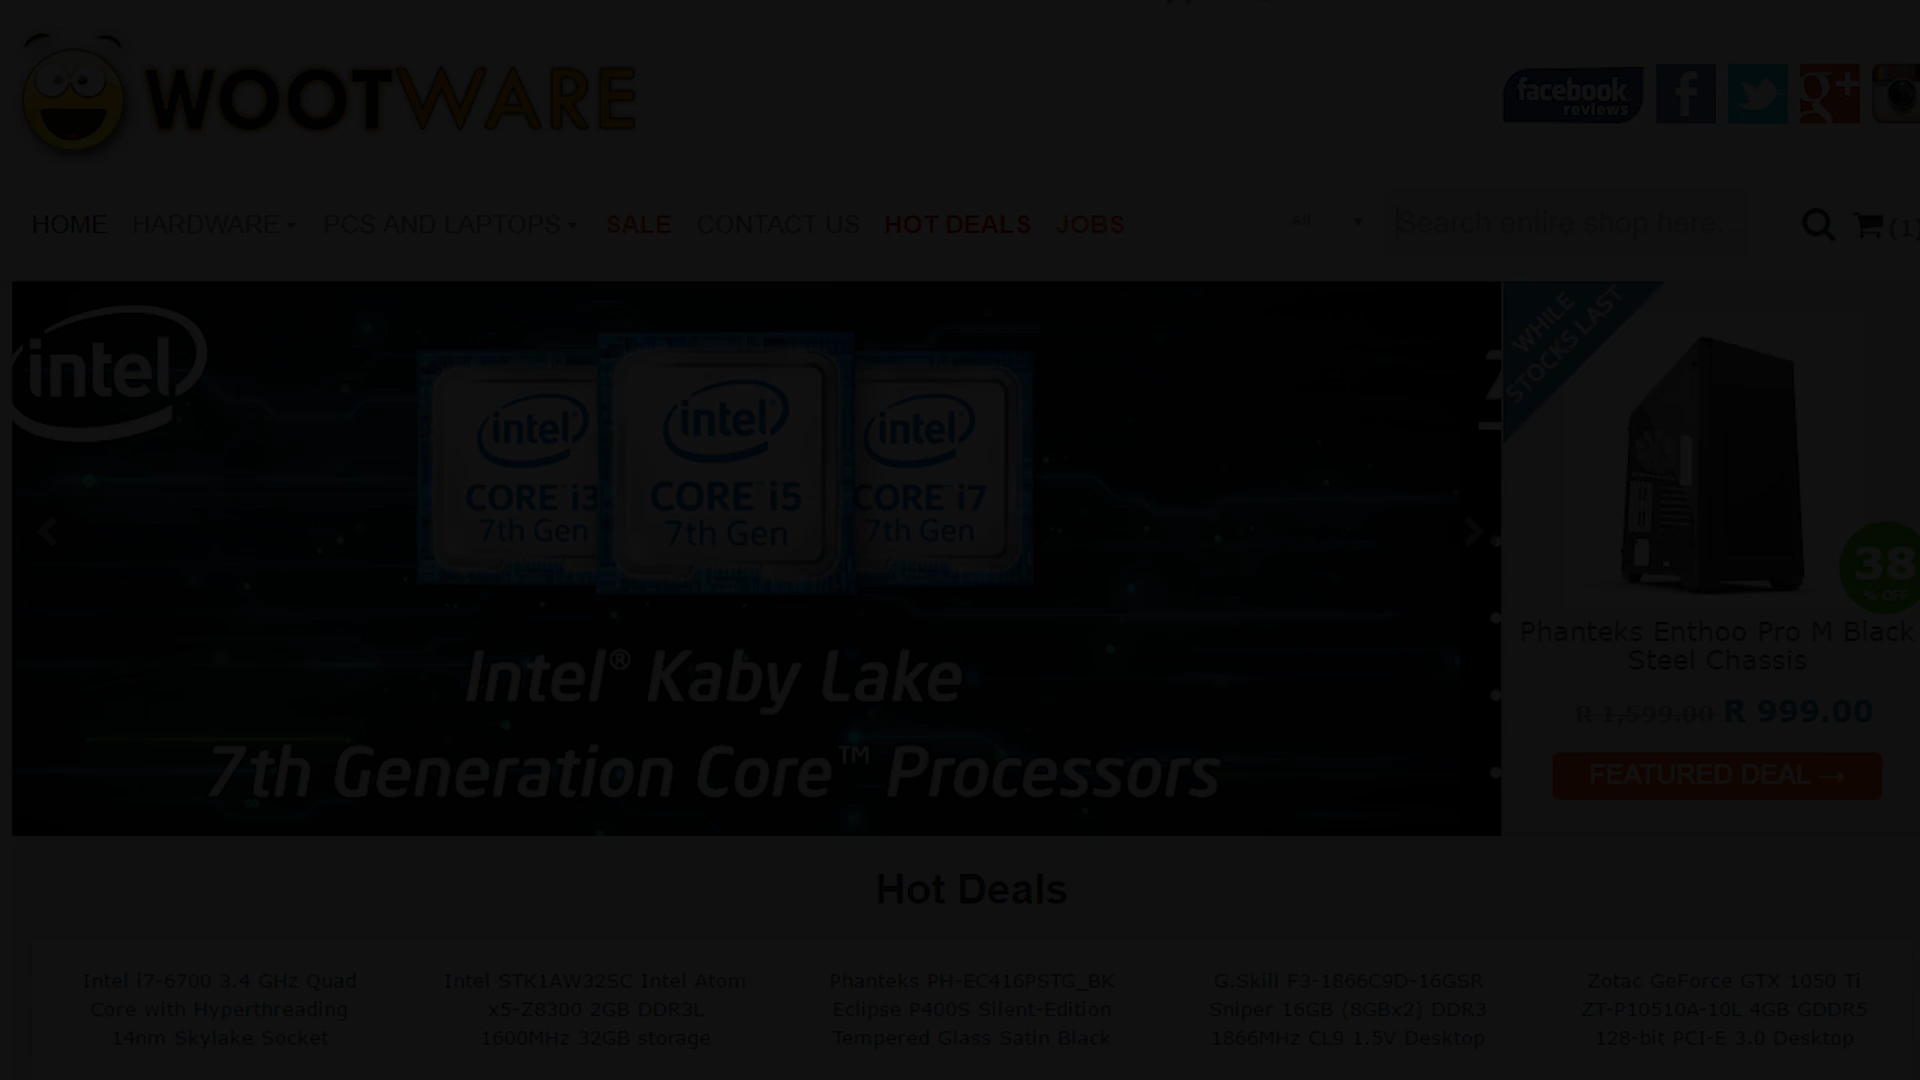 WOOTWARE
facebook
reviews
f
g+
HOME HARDWARE PCS AND LAPTOPS SALE CONTACT US HOT DEALS JOBS
All
Search entire shop here...
(1)
intel
intel
CORE™ i3
7th Gen
intel
CORE™ i5
7th Gen
intel
CORE™ i7
7th Gen
Intel® Kaby Lake
7th Generation Core™ Processors
WHILE
STOCKS LAST
38
% OFF
Phanteks Enthoo Pro M Black
Steel Chassis
R 1,599.00 R 999.00
FEATURED DEAL →
Hot Deals
Intel i7-6700 3.4 GHz Quad
Core with Hyperthreading
14nm Skylake Socket
Intel STK1AW32SC Intel Atom
x5-Z8300 2GB DDR3L
1600MHz 32GB storage
Phanteks PH-EC416PSTG_BK
Eclipse P400S Silent-Edition
Tempered Glass Satin Black
G.Skill F3-1866C9D-16GSR
Sniper 16GB (8GBx2) DDR3
1866MHz CL9 1.5V Desktop
Zotac GeForce GTX 1050 Ti
ZT-P10510A-10L 4GB GDDR5
128-bit PCI-E 3.0 Desktop